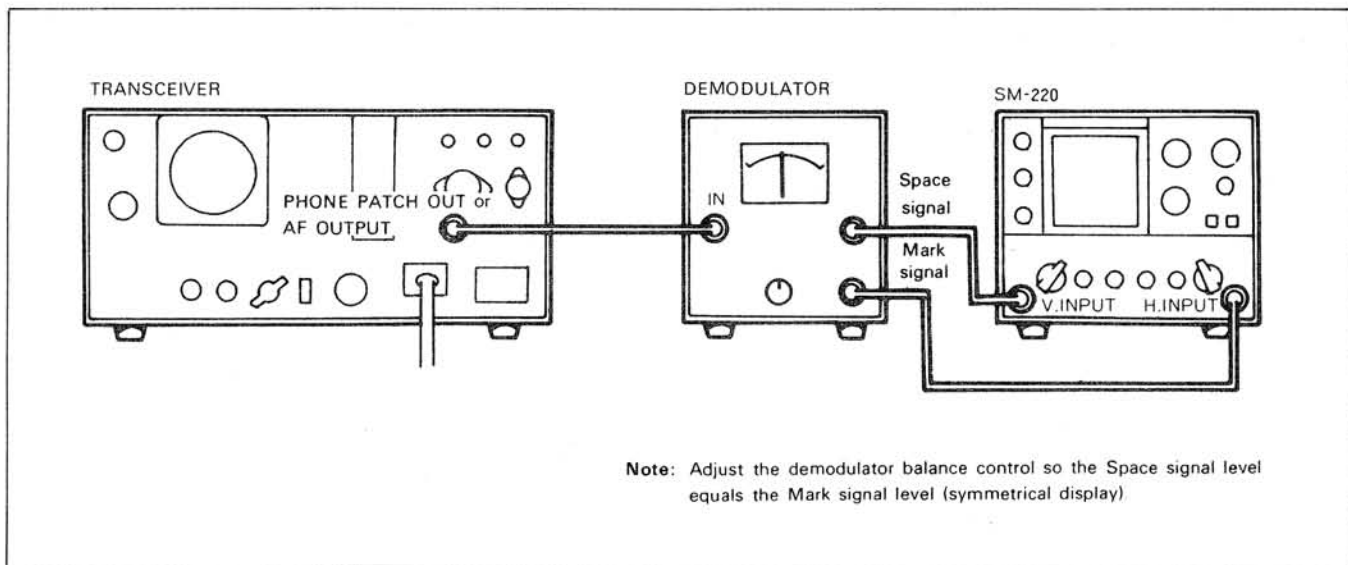 TRANSCEIVER
PHONE PATCH OUT or
AF OUTPUT
DEMODULATOR
IN
Space
signal
Mark
signal
SM-220
V.INPUT H.INPUT
Note: Adjust the demodulator balance control so the Space signal level
equals the Mark signal level (symmetrical display)